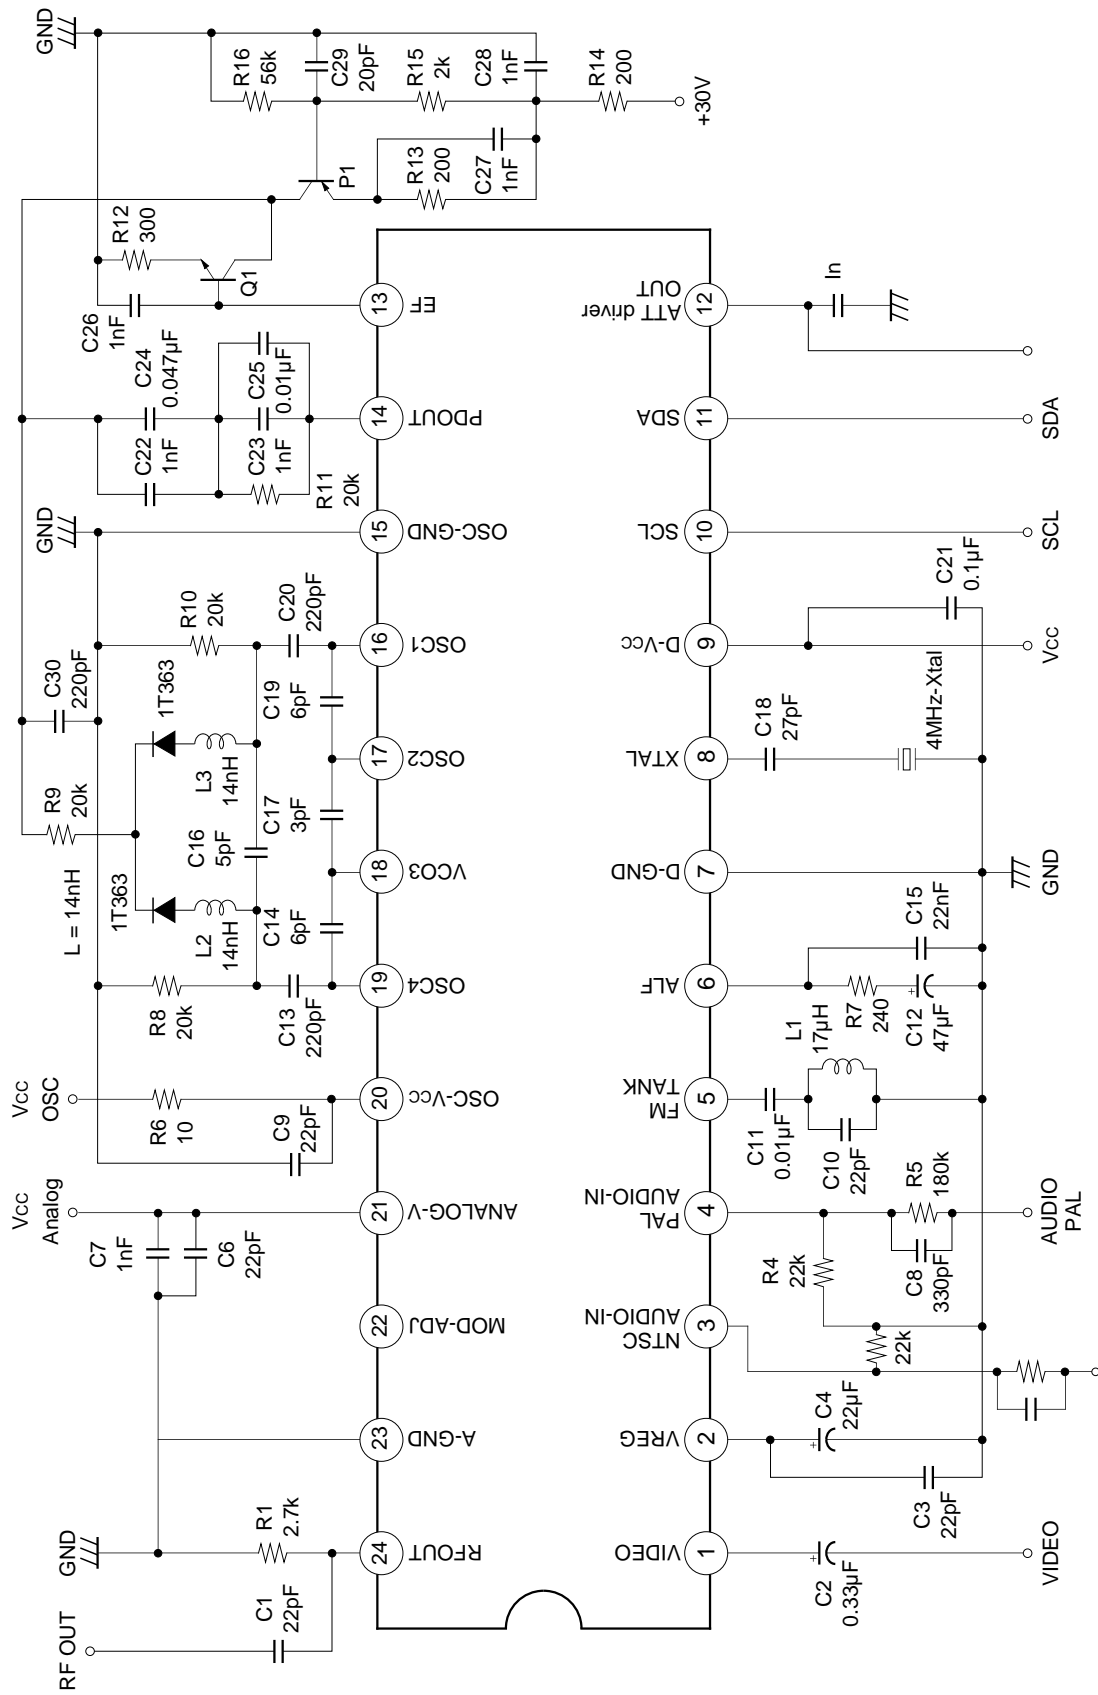 RF OUT
C1
22pF
GND
R1
2.7k
Vcc
Analog
C7
1nF
C6
22pF
Vcc
OSC
R6
10
C9
22pF
R8
20k
C13
220pF
L = 14nH
1T363
L2
14nH
C14
6pF
R9
20k
C16
5pF
C17
3pF
C30
220pF
1T363
L3
14nH
C19
6pF
R10
20k
C20
220pF
GND
C22
1nF
C24
0.047µF
C23
1nF
C25
0.01µF
R11
20k
C26
1nF
R12
300
Q1
P1
GND
R16
56k
C29
20pF
R15
2k
C28
1nF
R13
200
C27
1nF
R14
200
+30V
24
RFOUT
23
A-GND
22
MOD-ADJ
21
ANALOG-V
20
OSC-Vcc
19
OSC4
18
VCO3
17
OSC2
16
OSC1
15
OSC-GND
14
PDOUT
13
EF
VIDEO
1
VREG
2
NTSC
AUDIO-IN
3
PAL
AUDIO-IN
4
FM
TANK
5
ALF
6
D-GND
7
XTAL
8
D-Vcc
9
SCL
10
SDA
11
ATT driver
OUT
12
C2
0.33µF
VIDEO
C3
22pF
C4
22µF
22k
R4
22k
C8
330pF
R5
180k
AUDIO
PAL
C11
0.01µF
C10
22pF
L1
17µH
R7
240
C12
47µF
C15
22nF
GND
C18
27pF
4MHz-Xtal
C21
0.1µF
Vcc
SCL
SDA
In
+
+
+